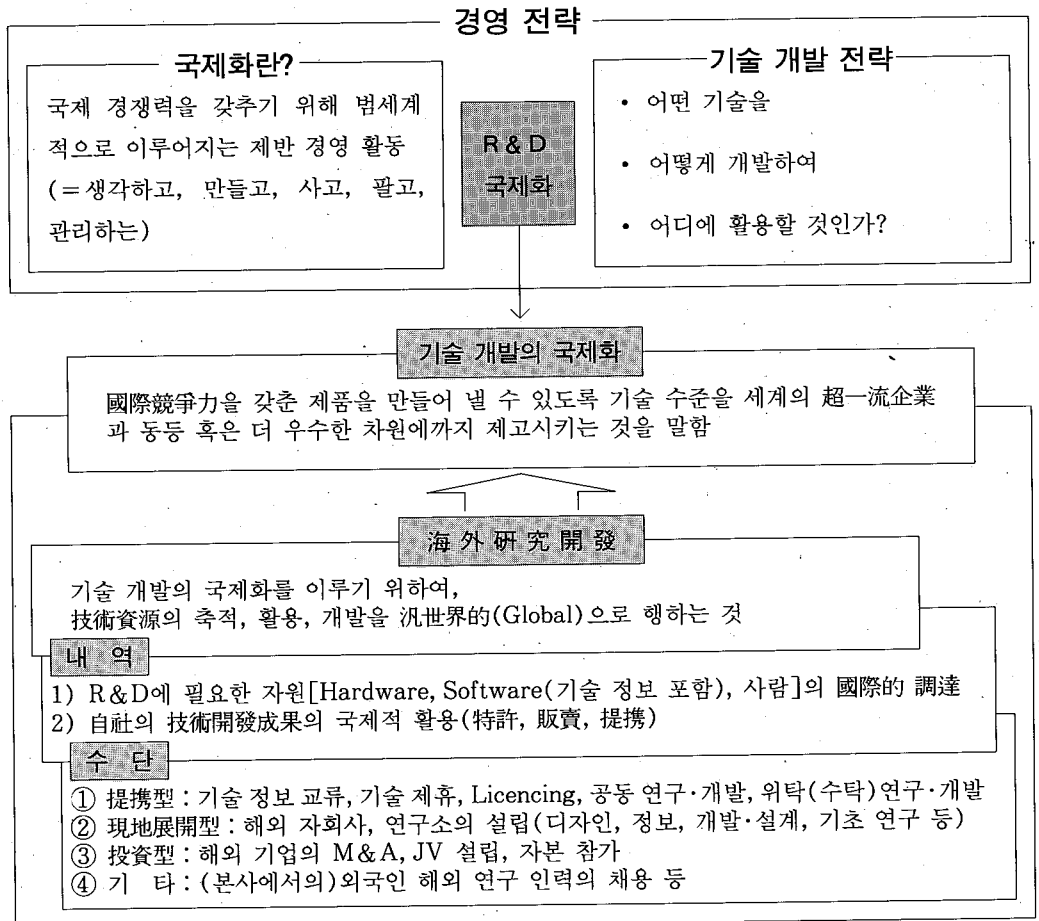 경영 전략
국제화란?
국제 경쟁력을 갖추기 위해 범세계
적으로 이루어지는 제반 경영 활동
(=생각하고, 만들고, 사고, 팔고,
관리하는)
R&D
국제화
기술 개발 전략
• 어떤 기술을
• 어떻게 개발하여
• 어디에 활용할 것인가?
기술 개발의 국제화
國際競爭力을 갖춘 제품을 만들어 낼 수 있도록 기술 수준을 세계의 超一流企業
과 동등 혹은 더 우수한 차원에까지 제고시키는 것을 말함
海外硏究開發
기술 개발의 국제화를 이루기 위하여,
技術資源의 축적, 활용, 개발을 汎世界的(Global)으로 행하는 것
내 역
1) R&D에 필요한 자원[Hardware, Software(기술 정보 포함), 사람]의 國際的 調達
2) 自社의 技術開發成果의 국제적 활용(特許, 販賣, 提携)
수 단
① 提携型 : 기술 정보 교류, 기술 제휴, Licencing, 공동 연구·개발, 위탁(수탁)연구·개발
② 現地展開型 : 해외 자회사, 연구소의 설립(디자인, 정보, 개발·설계, 기초 연구 등)
③ 投資型 : 해외 기업의 M&A, JV 설립, 자본 참가
④ 기 타 : (본사에서의)외국인 해외 연구 인력의 채용 등